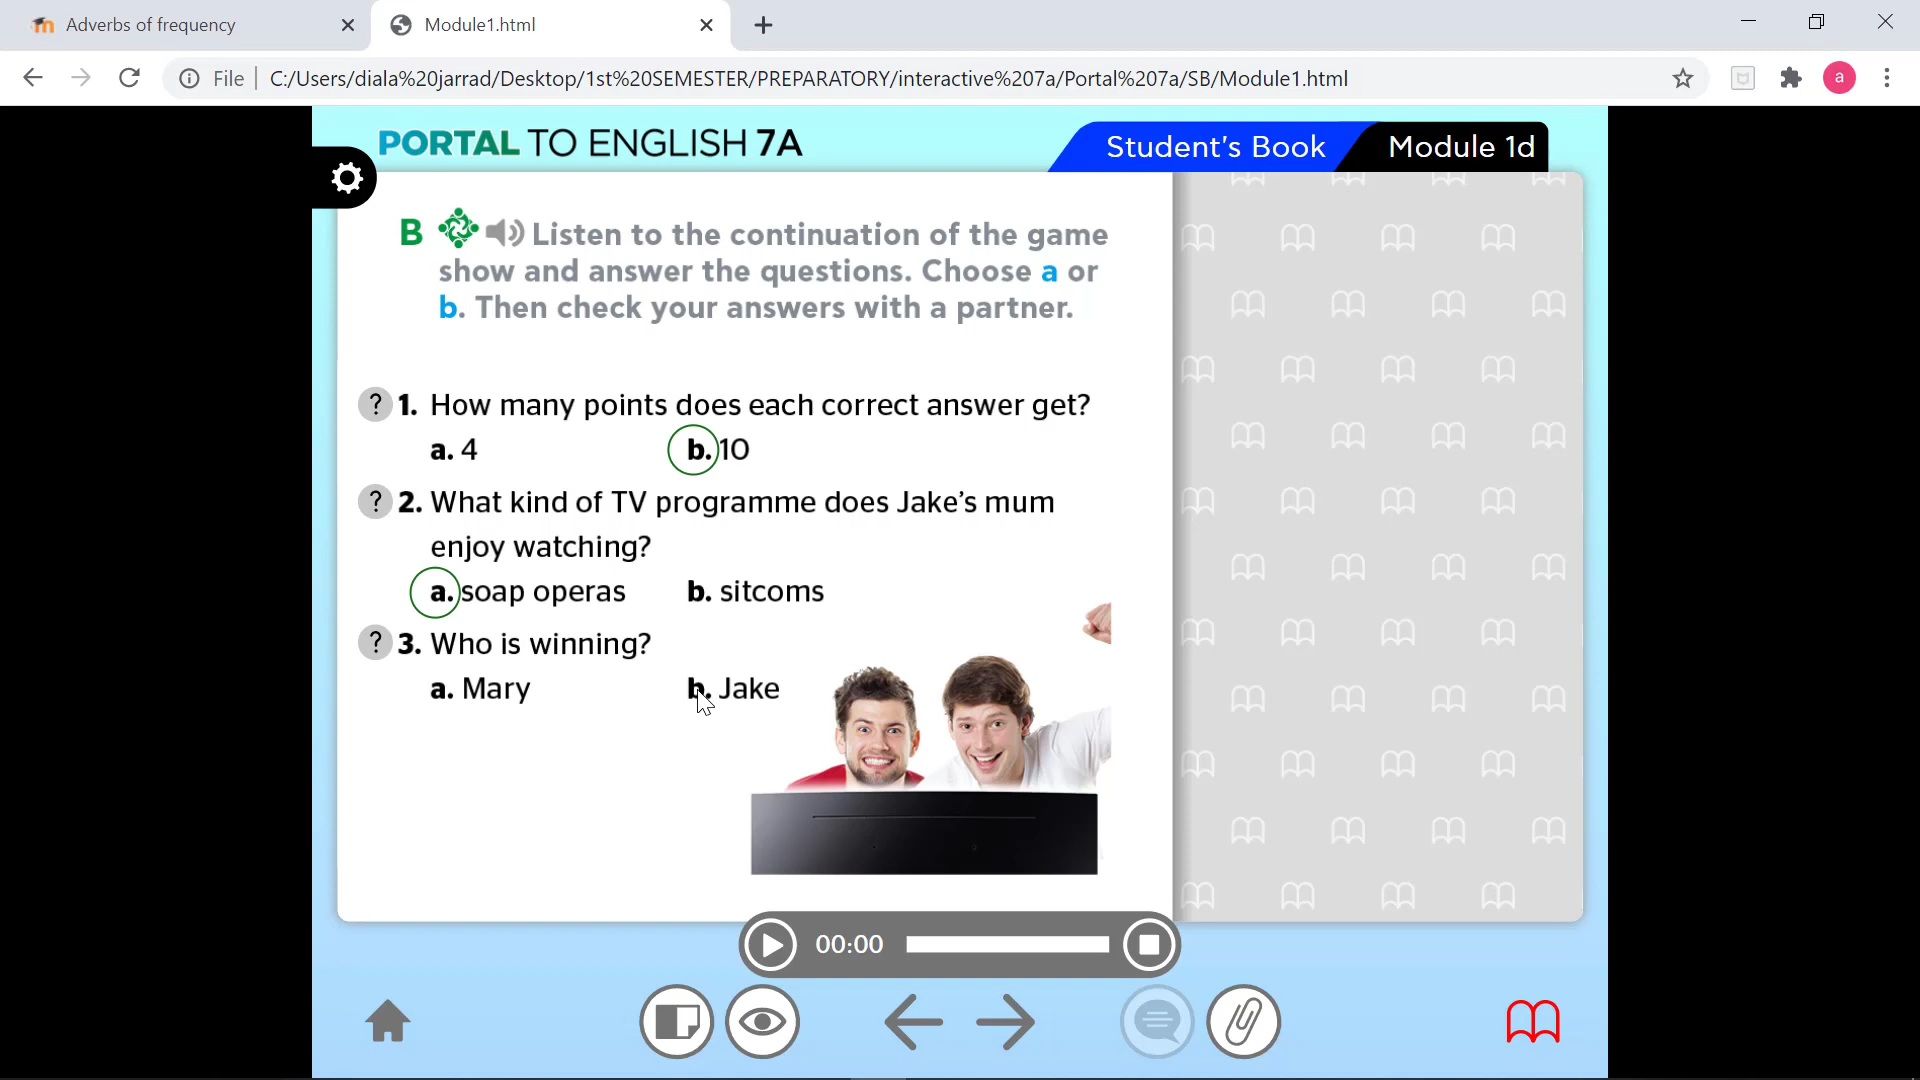 Adverbs of frequency
Module1.html
File
C:/Users/diala%20jarrad/Desktop/1st%20SEMESTER/PREPARATORY/interactive%207a/Portal%207a/SB/Module1.html
a
PORTAL TO ENGLISH 7A
Student's Book
Module 1d
B Listen to the continuation of the game
show and answer the questions. Choose a or
b. Then check your answers with a partner.
? 1. How many points does each correct answer get?
a. 4 b. 10
? 2. What kind of TV programme does Jake's mum
enjoy watching?
a. soap operas b. sitcoms
? 3. Who is winning?
a. Mary b. Jake
00:00